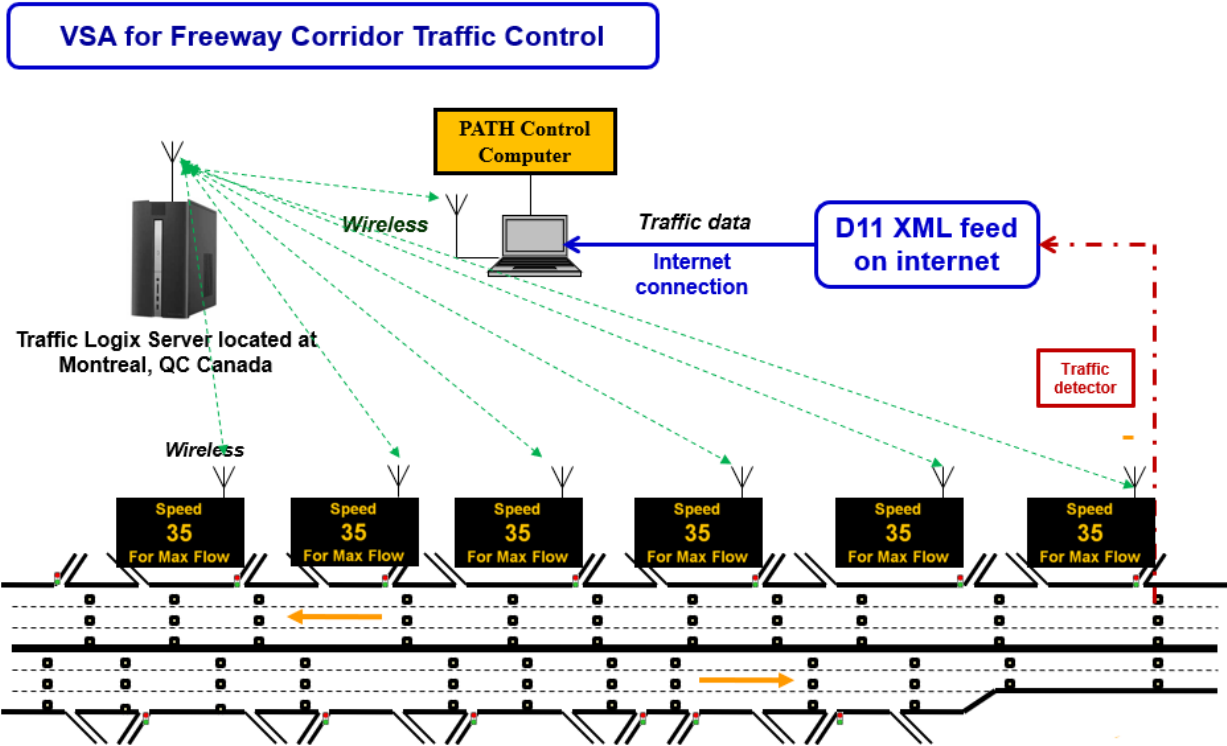 VSA for Freeway Corridor Traffic Control
PATH Control
Computer
Wireless
Traffic data
Internet
connection
D11 XML feed
on internet
Traffic Logix Server located at
Montreal, QC Canada
Traffic
detector
Wireless
Speed
35
For Max Flow
Speed
35
For Max Flow
Speed
35
For Max Flow
Speed
35
For Max Flow
Speed
35
For Max Flow
Speed
35
For Max Flow